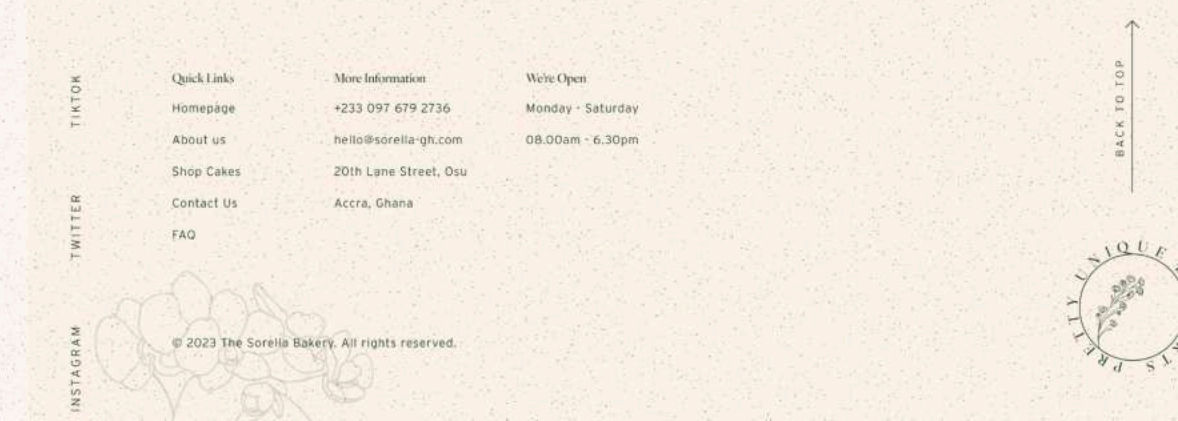 TIKTOK
TWITTER
INSTAGRAM
Quick Links
Homepage
About us
Shop Cakes
Contact Us
FAQ
More Information
+233 097 679 2736
hello@sorella-gh.com
20th Lane Street, Osu
Accra, Ghana
We're Open
Monday - Saturday
08.00am - 6.30pm
© 2023 The Sorella Bakery. All rights reserved.
BACK TO TOP
PRETTY UNIQUE